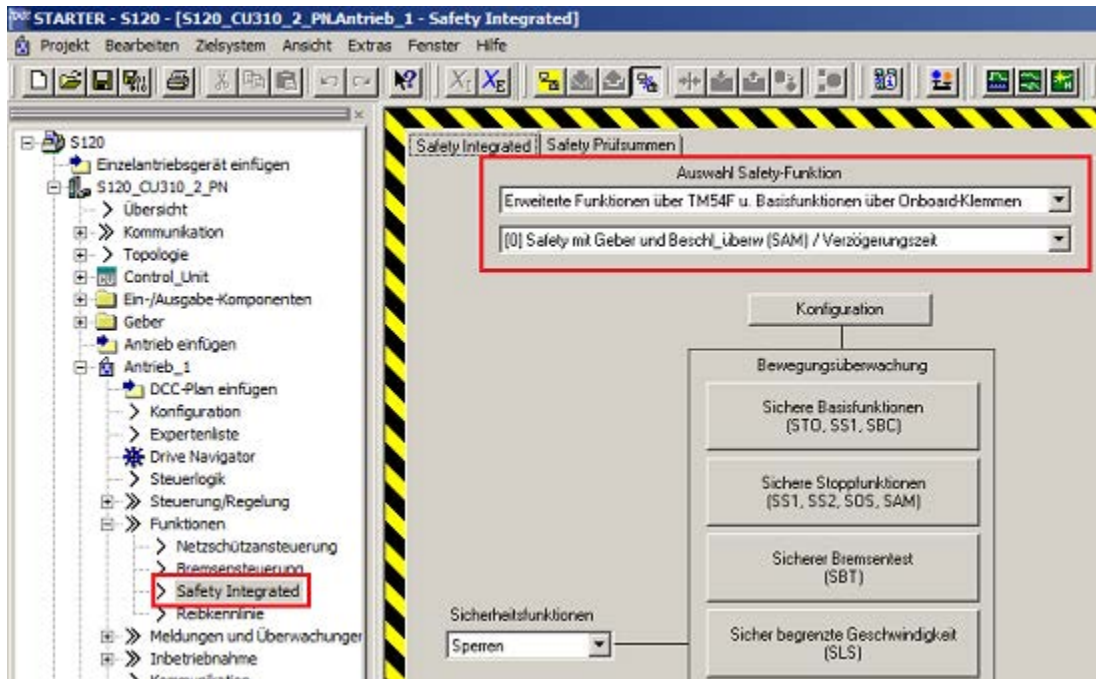 STARTER - S120 - [S120_CU310_2_PN.Antrieb_1 - Safety Integrated]
Projekt Bearbeiten Zielsystem Ansicht Extras Fenster Hilfe
S120
Einzelantriebsgerät einfügen
S120_CU310_2_PN
Übersicht
Kommunikation
Topologie
Control_Unit
Ein-/Ausgabe-Komponenten
Geber
Antrieb einfügen
Antrieb_1
DCC-Plan einfügen
Konfiguration
Expertenliste
Drive Navigator
Steuerlogik
Steuerung/Regelung
Funktionen
Netzschützansteuerung
Bremsensteuerung
Safety Integrated
Reibkennlinie
Meldungen und Überwachunger
Inbetriebnahme
Kommunikation
Safety Integrated
Safety Prüfsummen
Auswahl Safety-Funktion
Erweiterte Funktionen über TM54F u. Basisfunktionen über Onboard-Klemmen
[0] Safety mit Geber und Beschl_überw (SAM) / Verzögerungszeit
Konfiguration
Bewegungsüberwachung
Sichere Basisfunktionen
(STO, SS1, SBC)
Sichere Stoppfunktionen
(SS1, SS2, SOS, SAM)
Sicherer Bremsentest
(SBT)
Sicherheitsfunktionen
Sperren
Sicher begrenzte Geschwindigkeit
(SLS)